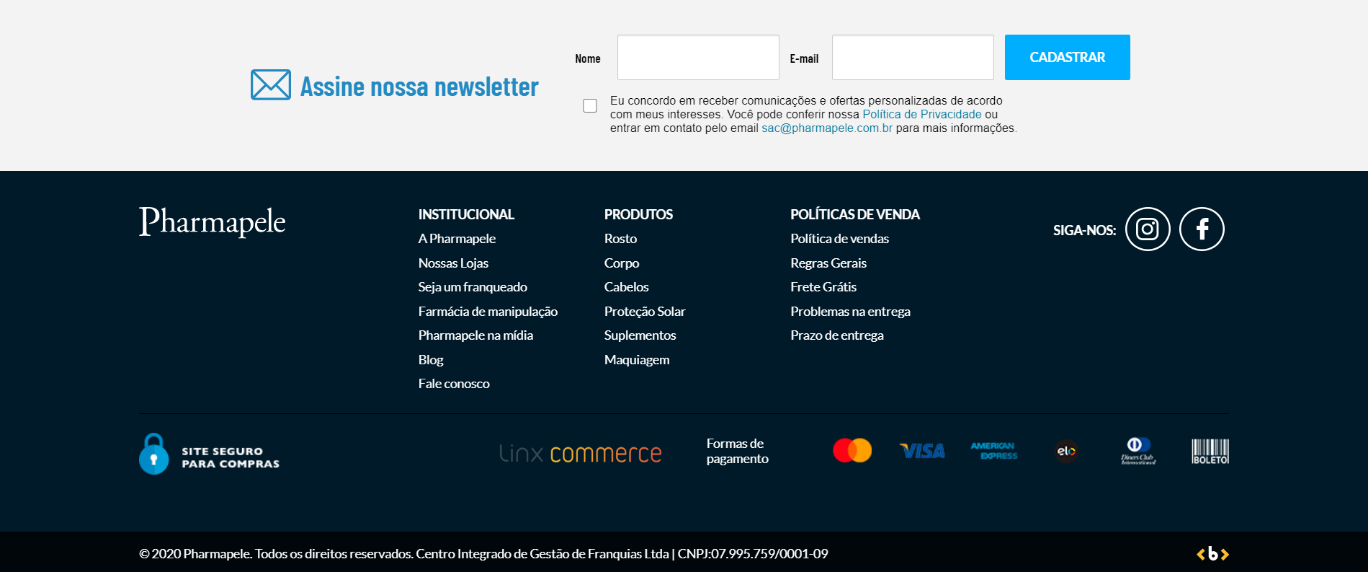 Assine nossa newsletter
Nome
E-mail
CADASTRAR
Eu concordo em receber comunicações e ofertas personalizadas de acordo
com meus interesses. Você pode conferir nossa Política de Privacidade ou
entrar em contato pelo email sac@pharmapele.com.br para mais informações.
Pharmapele
INSTITUCIONAL
A Pharmapele
Nossas Lojas
Seja um franqueado
Farmácia de manipulação
Pharmapele na mídia
Blog
Fale conosco
PRODUTOS
Rosto
Corpo
Cabelos
Proteção Solar
Suplementos
Maquiagem
POLÍTICAS DE VENDA
Política de vendas
Regras Gerais
Frete Grátis
Problemas na entrega
Prazo de entrega
SIGA-NOS:
SITE SEGURO
PARA COMPRAS
Linx commerce
Formas de
pagamento
VISA
AMERICAN
EXPRESS
elo
Diners Club
International
BOLETO
© 2020 Pharmapele. Todos os direitos reservados. Centro Integrado de Gestão de Franquias Ltda | CNPJ:07.995.759/0001-09
<b>